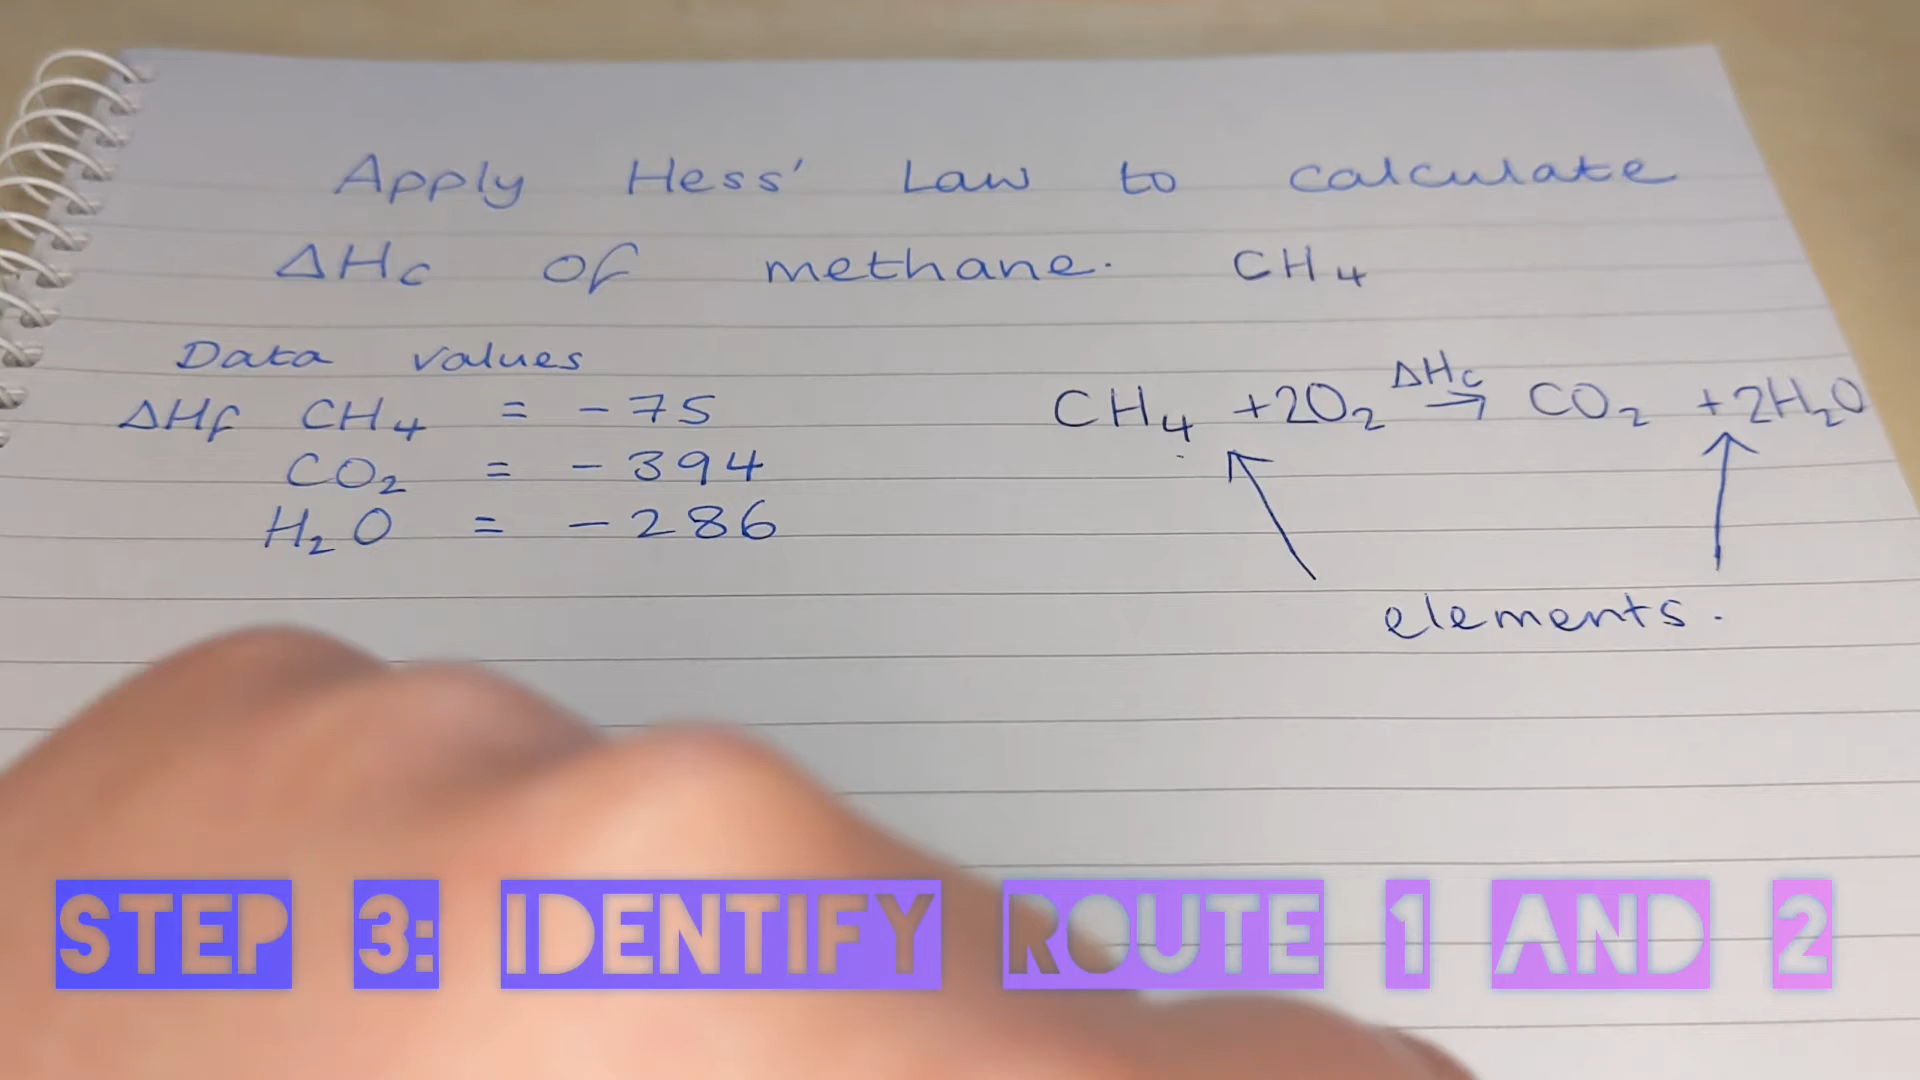 Apply Hess' Law to calculate
ΔHc of methane. CH₄
Data values
ΔHf CH₄ = -75
CO₂ = -394
H₂O = -286
CH₄ +2O₂ ΔHc → CO₂ +2H₂O
elements.
STEP 3: IDENTIFY ROUTE 1 AND 2